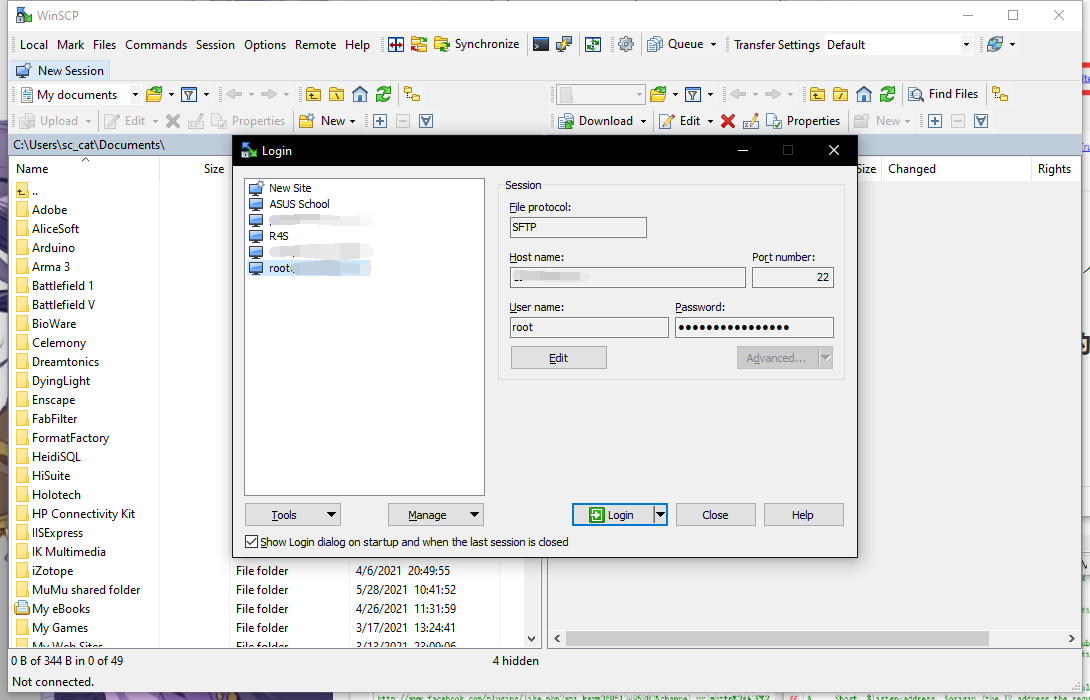 WinSCP
Local Mark Files Commands Session Options Remote Help Synchronize Queue Transfer Settings Default
New Session
My documents Find Files
Upload Edit Properties New Download Edit Properties New
C:\Users\sc_cat\Documents\
Name Size Size Changed Rights
..
Adobe
AliceSoft
Arduino
Arma 3
Battlefield 1
Battlefield V
BioWare
Celemony
Dreamtonics
DyingLight
Enscape
FabFilter
FormatFactory
HeidiSQL
HiSuite
Holotech
HP Connectivity Kit
IISExpress
IK Multimedia
iZotope File folder 4/6/2021 20:49:55
MuMu shared folder File folder 5/28/2021 10:41:52
My eBooks File folder 4/26/2021 11:31:59
My Games File folder 3/17/2021 13:24:41
My Web Sites File folder 3/13/2021 23:09:06
0 B of 344 B in 0 of 49 4 hidden
Not connected.
Login
New Site
ASUS School
R4S
root
Session
File protocol:
SFTP
Host name: Port number:
22
User name: Password:
root ••••••••••••••••
Edit Advanced...
Tools Manage Login Close Help
Show Login dialog on startup and when the last session is closed